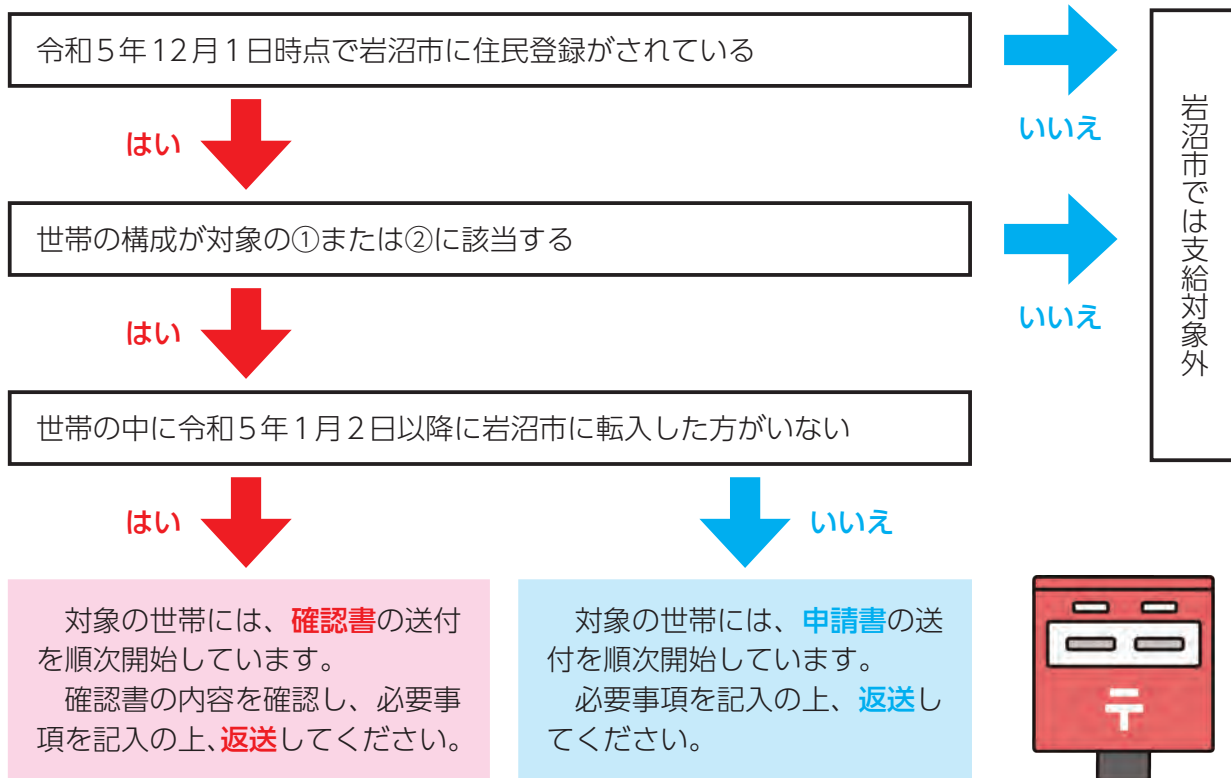 令和５年12月１日時点で岩沼市に住民登録がされている
はい
いいえ
世帯の構成が対象の①または②に該当する
はい
いいえ
岩沼市では支給対象外
世帯の中に令和５年１月２日以降に岩沼市に転入した方がいない
はい
いいえ
対象の世帯には、確認書の送付
を順次開始しています。
確認書の内容を確認し、必要事
項を記入の上、返送してください。
対象の世帯には、申請書の送
付を順次開始しています。
必要事項を記入の上、返送し
てください。
〒